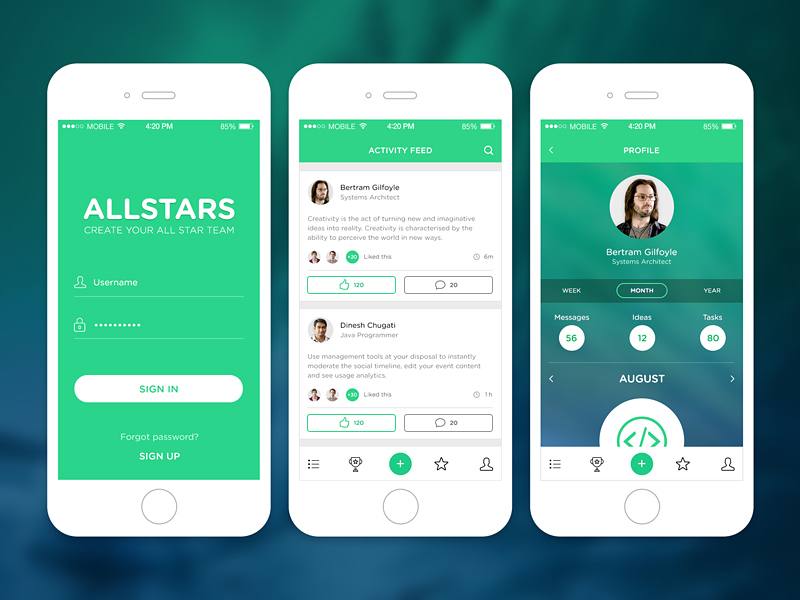 MOBILE 4:20 PM 85%
ALLSTARS
CREATE YOUR ALL STAR TEAM
Username
SIGN IN
Forgot password?
SIGN UP
MOBILE 4:20 PM 85%
ACTIVITY FEED
Bertram Gilfoyle
Systems Architect
Creativity is the act of turning new and imaginative
ideas into reality. Creativity is characterised by the
ability to perceive the world in new ways.
+30 Liked this 6m
120 20
Dinesh Chugati
Java Programmer
Use management tools at your disposal to instantly
moderate the social timeline, edit your event content
and see usage analytics.
+30 Liked this 1 h
120 20
MOBILE 4:20 PM 85%
PROFILE
Bertram Gilfoyle
Systems Architect
WEEK MONTH YEAR
Messages Ideas Tasks
56 12 80
AUGUST